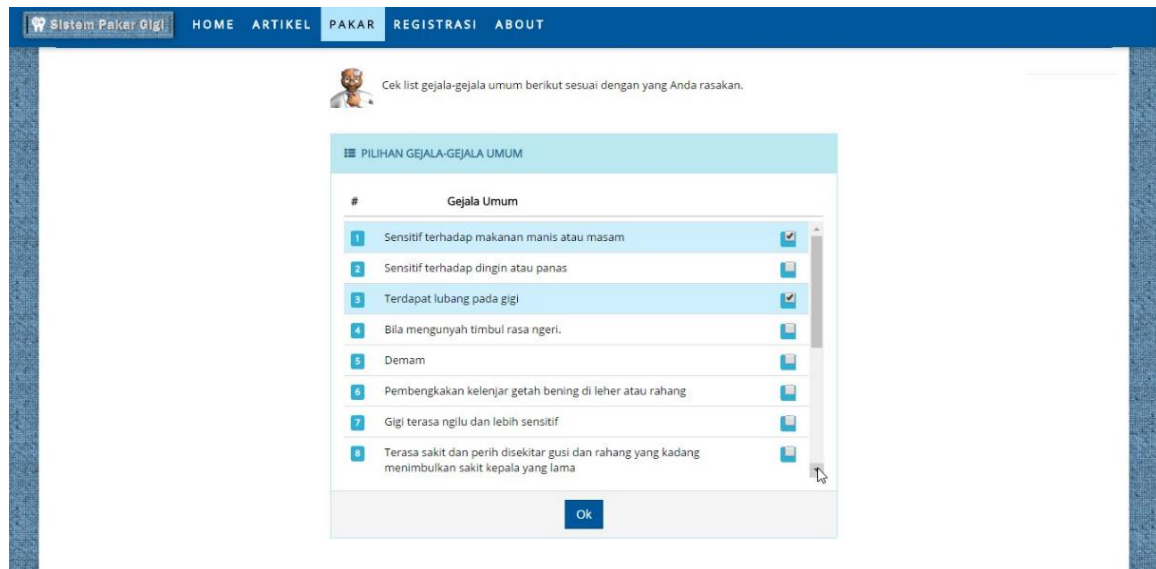 Sistem Pakar Gigi HOME ARTIKEL PAKAR REGISTRASI ABOUT
Cek list gejala-gejala umum berikut sesuai dengan yang Anda rasakan.
PILIHAN GEJALA-GEJALA UMUM
# Gejala Umum
1 Sensitif terhadap makanan manis atau masam
2 Sensitif terhadap dingin atau panas
3 Terdapat lubang pada gigi
4 Bila mengunyah timbul rasa ngeri.
5 Demam
6 Pembengkakan kelenjar getah bening di leher atau rahang
7 Gigi terasa ngilu dan lebih sensitif
8 Terasa sakit dan perih disekitar gusi dan rahang yang kadang
menimbulkan sakit kepala yang lama
Ok